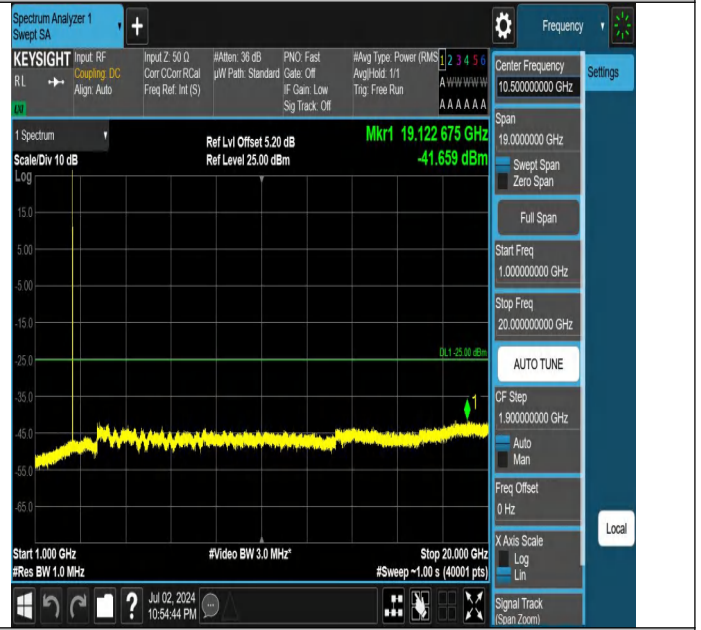 Spectrum Analyzer 1
Swept SA
Frequency
KEYSIGHT
RL
Input: RF
Coupling: DC
Align: Auto
Input Z: 50 Ω
Corr CCorr RCal
Freq Ref: Int (S)
#Atten: 36 dB
µW Path: Standard
PNO: Fast
Gate: Off
IF Gain: Low
Sig Track: Off
#Avg Type: Power (RMS
Avg|Hold: 1/1
Trig: Free Run
1 2 3 4 5 6
A W W W W W
A A A A A A
LXI
1 Spectrum
Scale/Div 10 dB
Log
Ref Lvl Offset 5.20 dB
Ref Level 25.00 dBm
Mkr1 19.122 675 GHz
-41.659 dBm
15.0
5.00
-5.00
-15.0
-25.0
-35.0
-45.0
-55.0
-65.0
DL1 -25.00 dBm
1
Start 1.000 GHz
#Res BW 1.0 MHz
#Video BW 3.0 MHz*
Stop 20.000 GHz
#Sweep ~1.00 s (40001 pts)
Center Frequency
10.500000000 GHz
Span
19.0000000 GHz
Swept Span
Zero Span
Full Span
Start Freq
1.000000000 GHz
Stop Freq
20.000000000 GHz
AUTO TUNE
CF Step
1.900000000 GHz
Auto
Man
Freq Offset
0 Hz
X Axis Scale
Log
Lin
Signal Track
(Span Zoom)
Settings
Local
?
Jul 02, 2024
10:54:44 PM